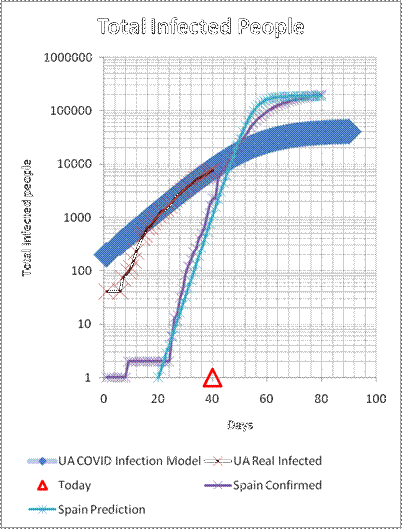 Total Infected People
1000000
100000
10000
1000
100
10
1
Total Infected people
0 20 40 60 80 100
Days
UA COVID Infection Model UA Real Infected
Today Spain Confirmed
Spain Prediction